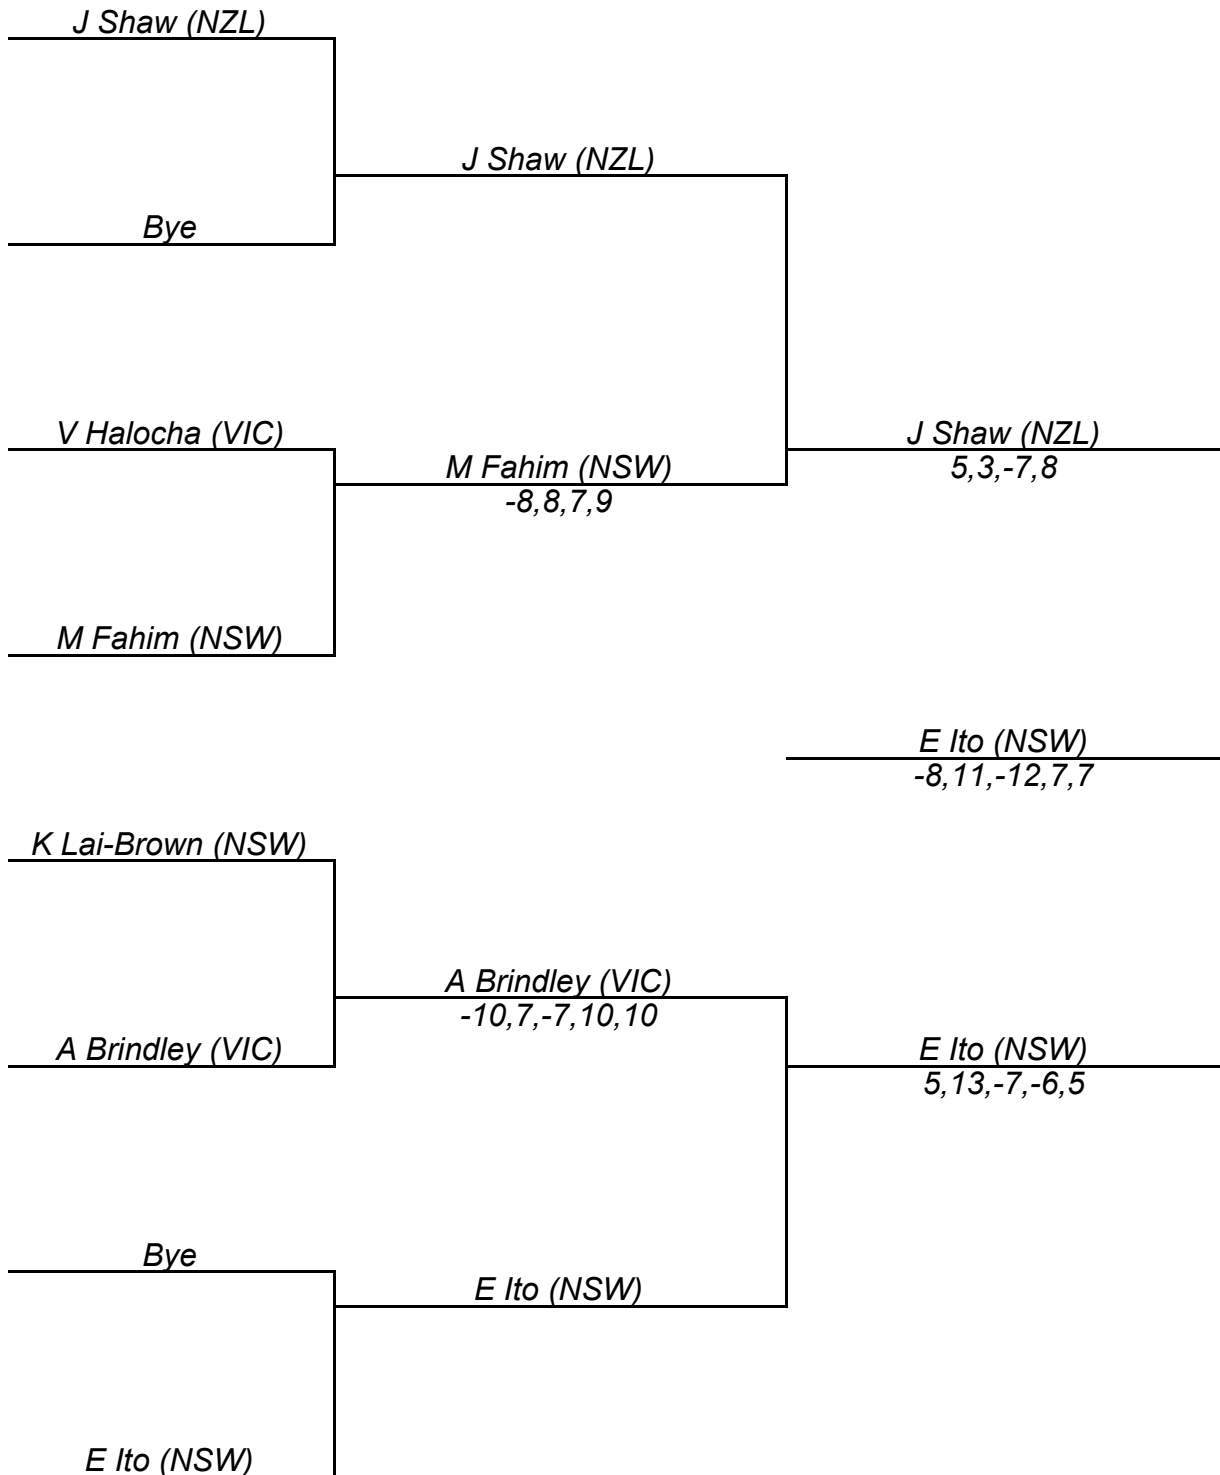 J Shaw (NZL)
J Shaw (NZL)
Bye
V Halocha (VIC)
J Shaw (NZL)
5,3,-7,8
M Fahim (NSW)
-8,8,7,9
M Fahim (NSW)
E Ito (NSW)
-8,11,-12,7,7
K Lai-Brown (NSW)
A Brindley (VIC)
-10,7,-7,10,10
A Brindley (VIC)
E Ito (NSW)
5,13,-7,-6,5
Bye
E Ito (NSW)
E Ito (NSW)